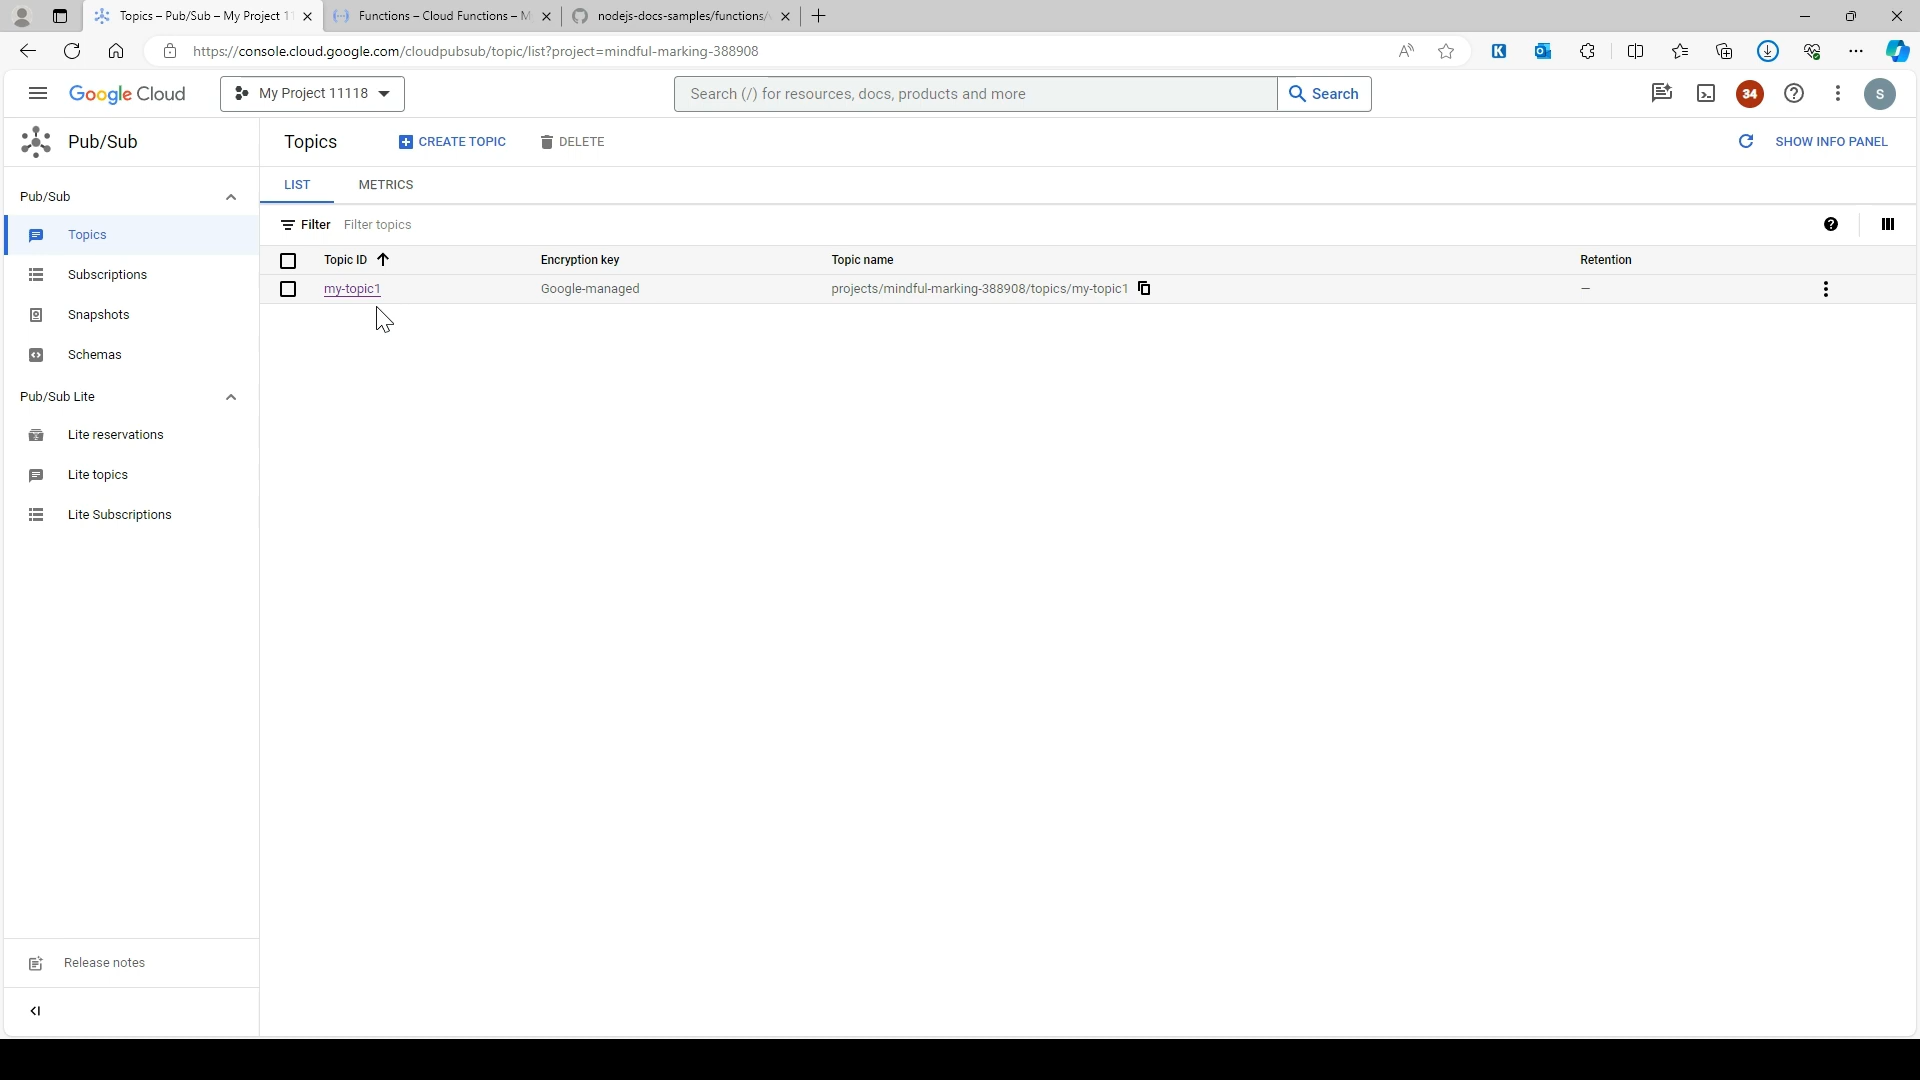 Topics – Pub/Sub – My Project 11
Functions – Cloud Functions – M
nodejs-docs-samples/functions/
https://console.cloud.google.com/cloudpubsub/topic/list?project=mindful-marking-388908
Google Cloud
My Project 11118
Search (/) for resources, docs, products and more
Search
34
S
Pub/Sub
Topics
CREATE TOPIC
DELETE
SHOW INFO PANEL
Pub/Sub
Topics
Subscriptions
Snapshots
Schemas
Pub/Sub Lite
Lite reservations
Lite topics
Lite Subscriptions
Release notes
LIST
METRICS
Filter
Filter topics
Topic ID
Encryption key
Topic name
Retention
my-topic1
Google-managed
projects/mindful-marking-388908/topics/my-topic1
—